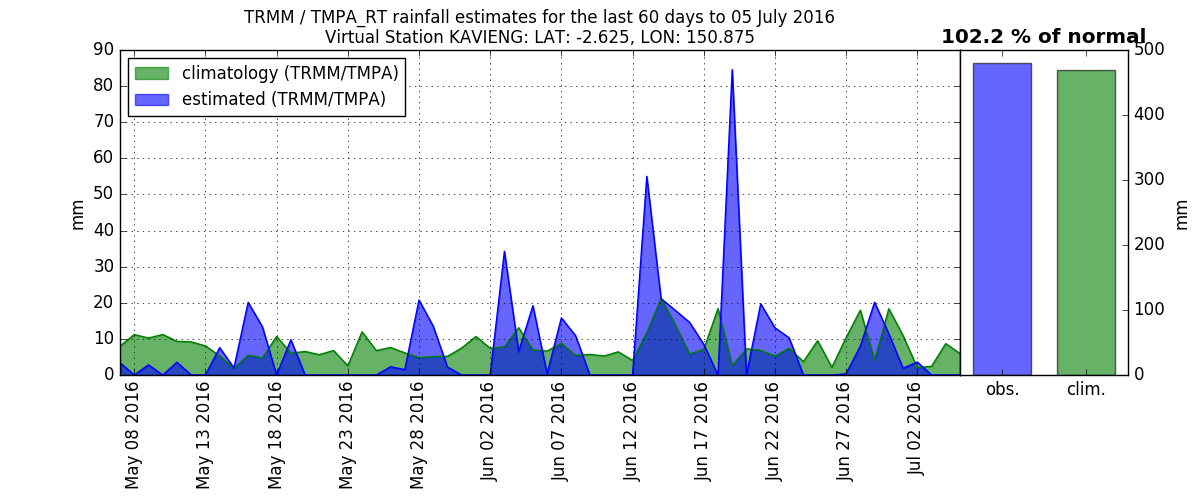 TRMM / TMPA_RT rainfall estimates for the last 60 days to 05 July 2016
Virtual Station KAVIENG: LAT: -2.625, LON: 150.875
102.2 % of normal
climatology (TRMM/TMPA)
estimated (TRMM/TMPA)
90
80
70
60
50
40
30
20
10
0
mm
May 08 2016
May 13 2016
May 18 2016
May 23 2016
May 28 2016
Jun 02 2016
Jun 07 2016
Jun 12 2016
Jun 17 2016
Jun 22 2016
Jun 27 2016
Jul 02 2016
500
400
300
200
100
0
mm
obs.
clim.